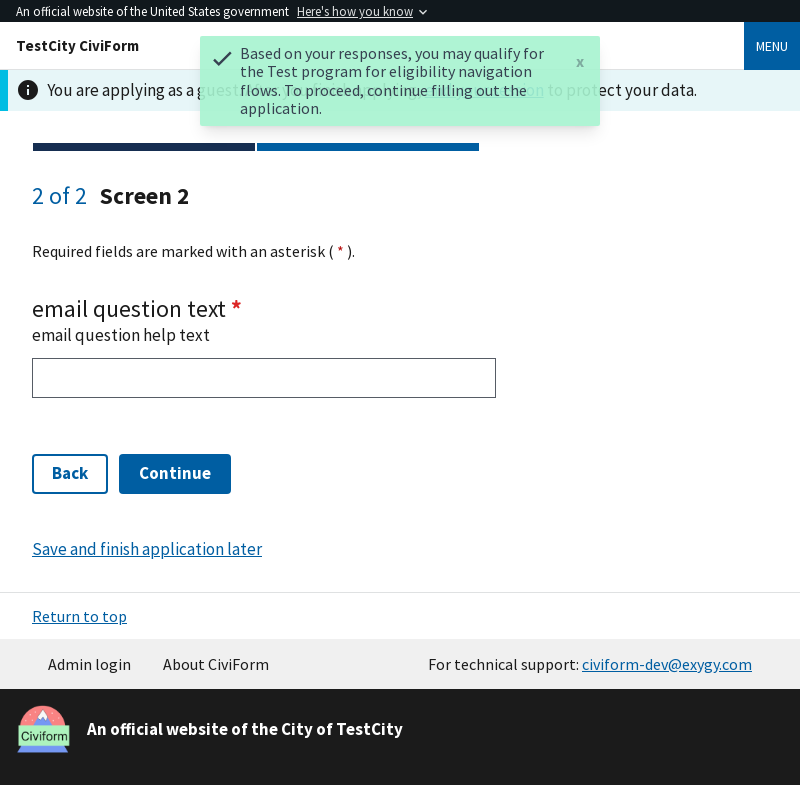 An official website of the United States government Here's how you know
TestCity CiviForm
MENU
Based on your responses, you may qualify for
the Test program for eligibility navigation
flows. To proceed, continue filling out the
application.
x
You are applying as a guest to protect your data.
2 of 2 Screen 2
Required fields are marked with an asterisk ( * ).
email question text *
email question help text
Back
Continue
Save and finish application later
Return to top
Admin login
About CiviForm
For technical support: civiform-dev@exygy.com
Civiform
An official website of the City of TestCity